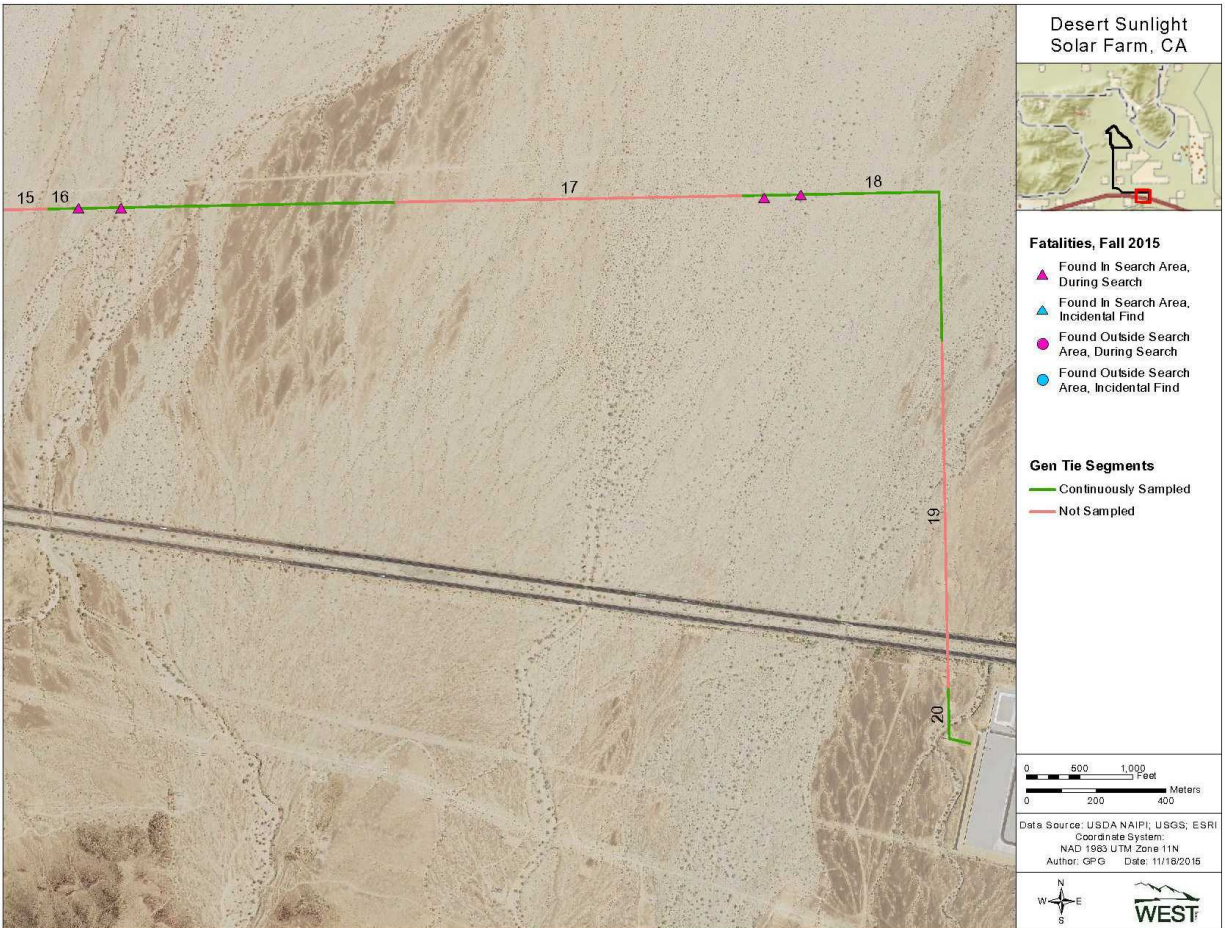 Desert Sunlight
Solar Farm, CA
15 16
17
18
19
20
Fatalities, Fall 2015
Found In Search Area,
During Search
Found In Search Area,
Incidental Find
Found Outside Search
Area, During Search
Found Outside Search
Area, Incidental Find
Gen Tie Segments
Continuously Sampled
Not Sampled
0 500 1,000
Feet
Meters
0 200 400
Data Source: USDA NAIPI; USGS; ESRI
Coordinate System:
NAD 1983 UTM Zone 11N
Author: GPG Date: 11/18/2015
N
W E
S
WEST